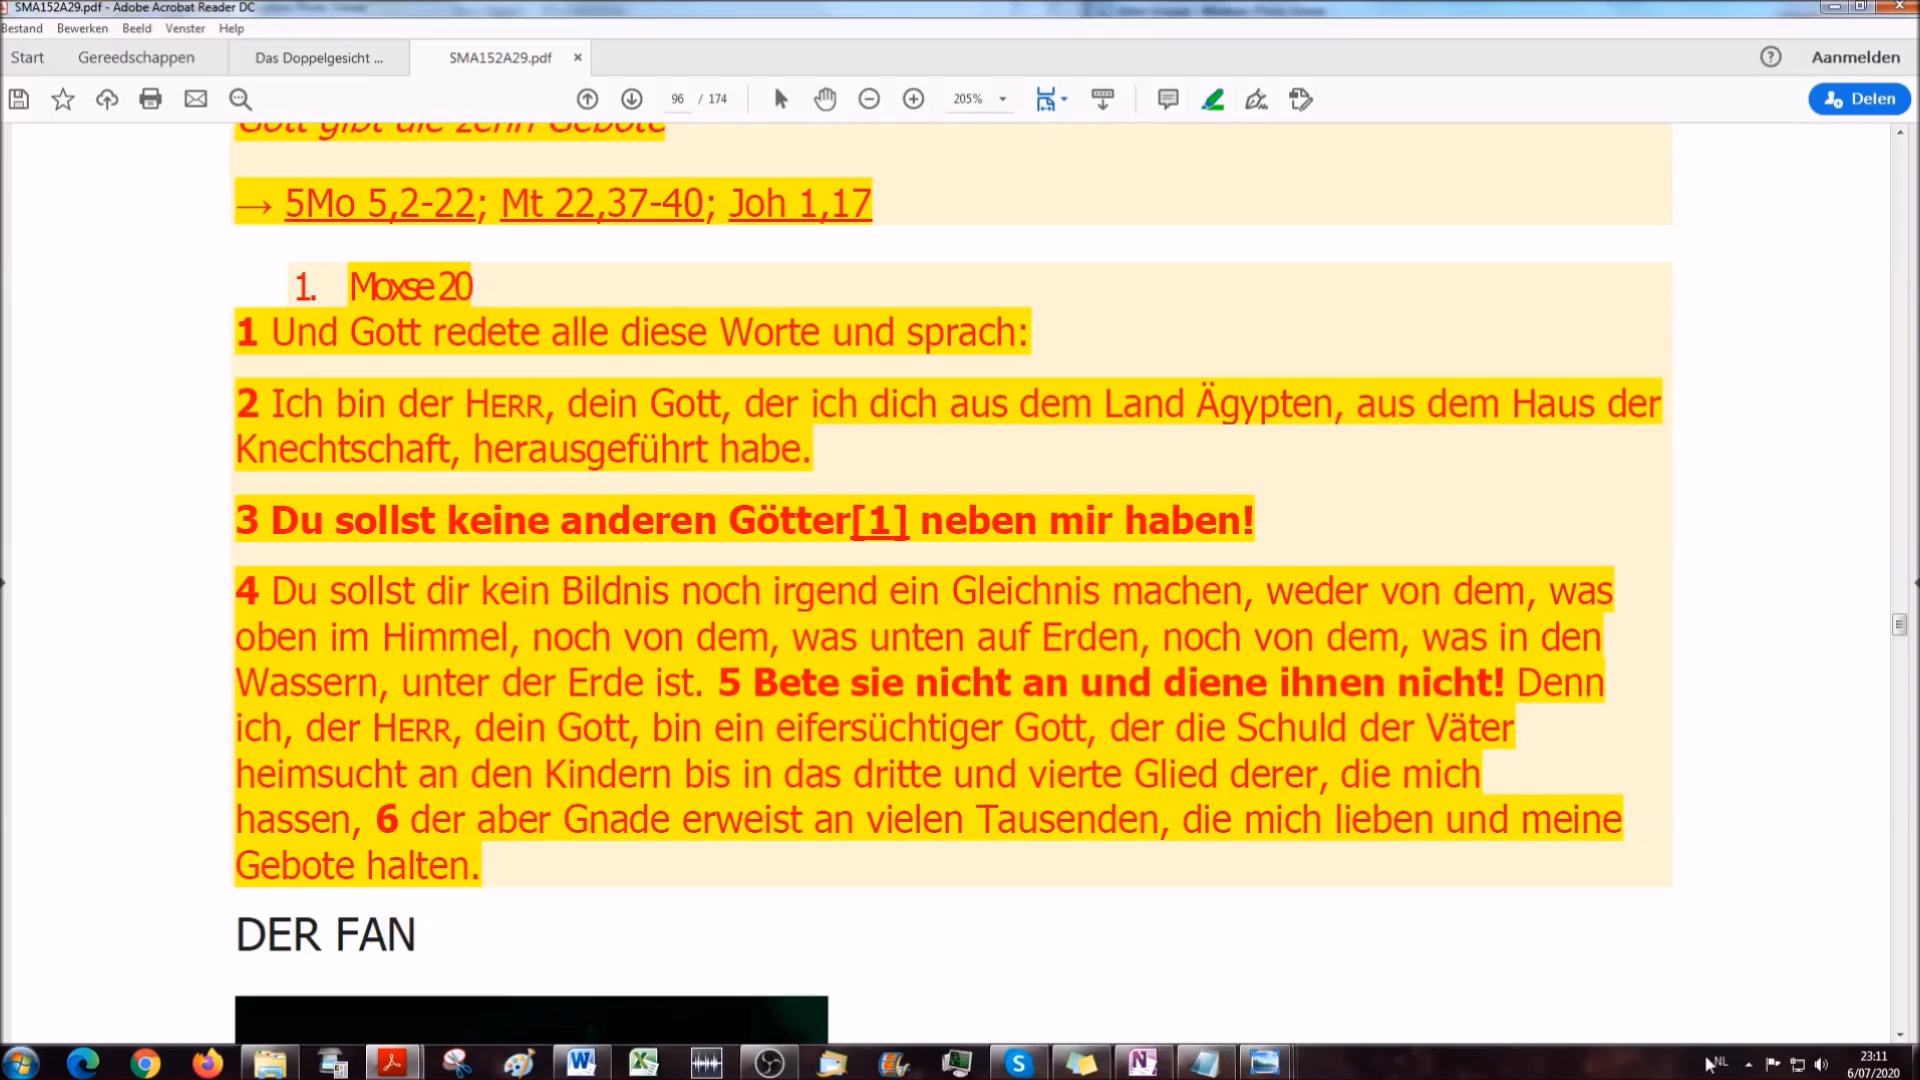 SMA152A29.pdf - Adobe Acrobat Reader DC
Bestand Bewerken Beeld Venster Help
Start Gereedschappen Das Doppelgesicht ... SMA152A29.pdf × Aanmelden
96 / 174 205% Delen
Gott gibt die zehn Gebote
→ 5Mo 5,2-22; Mt 22,37-40; Joh 1,17
1. Moxse 20
1 Und Gott redete alle diese Worte und sprach:
2 Ich bin der HERR, dein Gott, der ich dich aus dem Land Ägypten, aus dem Haus der
Knechtschaft, herausgeführt habe.
3 Du sollst keine anderen Götter[1] neben mir haben!
4 Du sollst dir kein Bildnis noch irgend ein Gleichnis machen, weder von dem, was
oben im Himmel, noch von dem, was unten auf Erden, noch von dem, was in den
Wassern, unter der Erde ist. 5 Bete sie nicht an und diene ihnen nicht! Denn
ich, der HERR, dein Gott, bin ein eifersüchtiger Gott, der die Schuld der Väter
heimsucht an den Kindern bis in das dritte und vierte Glied derer, die mich
hassen, 6 der aber Gnade erweist an vielen Tausenden, die mich lieben und meine
Gebote halten.
DER FAN
NL 23:11
6/07/2020